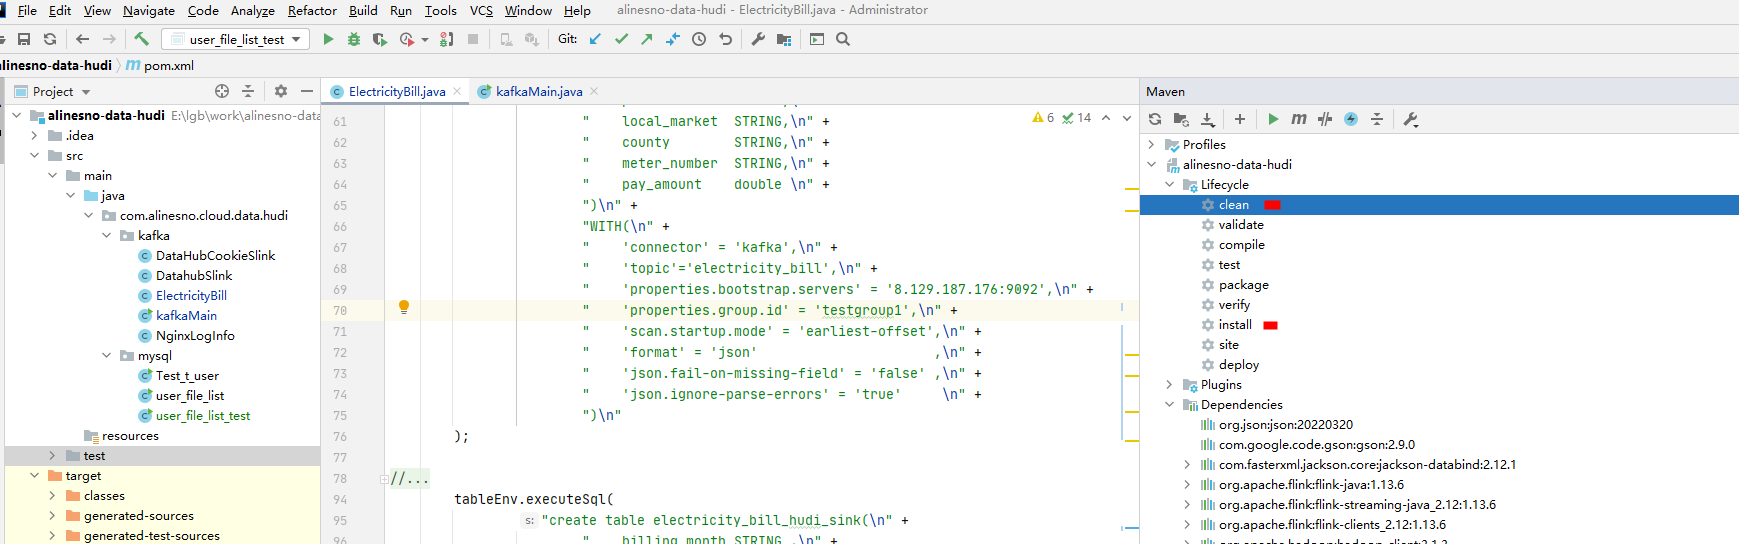 File Edit View Navigate Code Analyze Refactor Build Run Tools VCS Window Help alinesno-data-hudi - ElectricityBill.java - Administrator
user_file_list_test Git:
alinesno-data-hudi pom.xml
Project
alinesno-data-hudi E:\lgb\work\alinesno-data
.idea
src
main
java
com.alinesno.cloud.data.hudi
kafka
DataHubCookieSlink
DatahubSlink
ElectricityBill
kafkaMain
NginxLogInfo
mysql
Test_t_user
user_file_list
user_file_list_test
resources
test
target
classes
generated-sources
generated-test-sources
ElectricityBill.java kafkaMain.java
6 14
61 " local_market STRING,\n" +
62 " county STRING,\n" +
63 " meter_number STRING,\n" +
64 " pay_amount double \n" +
65 ")\n" +
66 "WITH(\n" +
67 " 'connector' = 'kafka',\n" +
68 " 'topic'='electricity_bill',\n" +
69 " 'properties.bootstrap.servers' = '8.129.187.176:9092',\n" +
70 " 'properties.group.id' = 'testgroup1',\n" +
71 " 'scan.startup.mode' = 'earliest-offset',\n" +
72 " 'format' = 'json' ,\n" +
73 " 'json.fail-on-missing-field' = 'false' ,\n" +
74 " 'json.ignore-parse-errors' = 'true' \n" +
75 ")\n"
76 );
77
78 //...
94 tableEnv.executeSql(
95 s: "create table electricity_bill_hudi_sink(\n" +
96 " billing_month STRING ,\n" +
Maven
Profiles
alinesno-data-hudi
Lifecycle
clean
validate
compile
test
package
verify
install
site
deploy
Plugins
Dependencies
org.json:json:20220320
com.google.code.gson:gson:2.9.0
com.fasterxml.jackson.core:jackson-databind:2.12.1
org.apache.flink:flink-java:1.13.6
org.apache.flink:flink-streaming-java_2.12:1.13.6
org.apache.flink:flink-clients_2.12:1.13.6
org.apache.hadoop:hadoop-client:3.1.3